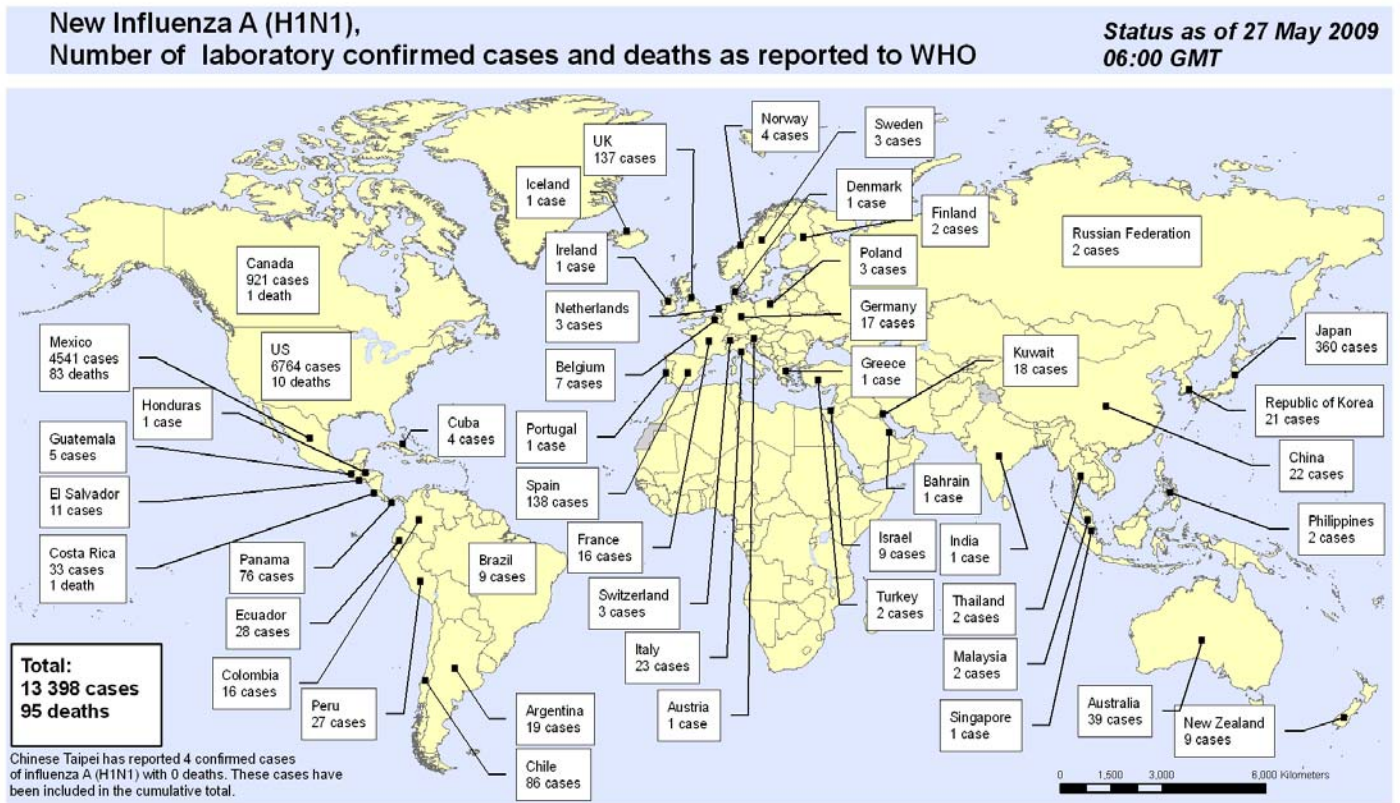 New Influenza A (H1N1),
Number of  laboratory confirmed cases and deaths as reported to WHO
Status as of 27 May 2009
06:00 GMT
Norway
4 cases
Sweden
3 cases
UK
137 cases
Iceland
1 case
Denmark
1 case
Finland
2 cases
Russian Federation
2 cases
Ireland
1 case
Poland
3 cases
Canada
921 cases
1 death
Netherlands
3 cases
Germany
17 cases
Mexico
4541 cases
83 deaths
US
6764 cases
10 deaths
Japan
360 cases
Belgium
7 cases
Greece
1 case
Kuwait
18 cases
Honduras
1 case
Republic of Korea
21 cases
Cuba
4 cases
Portugal
1 case
Guatemala
5 cases
China
22 cases
El Salvador
11 cases
Spain
138 cases
Bahrain
1 case
Philippines
2 cases
Costa Rica
33 cases
1 death
Panama
76 cases
Brazil
9 cases
France
16 cases
Israel
9 cases
India
1 case
Switzerland
3 cases
Turkey
2 cases
Thailand
2 cases
Ecuador
28 cases
Italy
23 cases
Malaysia
2 cases
Total:
13 398 cases
95 deaths
Colombia
16 cases
Peru
27 cases
Argentina
19 cases
Austria
1 case
Singapore
1 case
Australia
39 cases
New Zealand
9 cases
Chile
86 cases
Chinese Taipei has reported 4 confirmed cases
of influenza A (H1N1) with 0 deaths. These cases have
been included in the cumulative total.
0 1,500 3,000 6,000 Kilometers